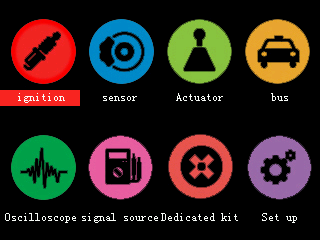 ignition sensor Actuator bus
Oscilloscope signal source Dedicated kit Set up